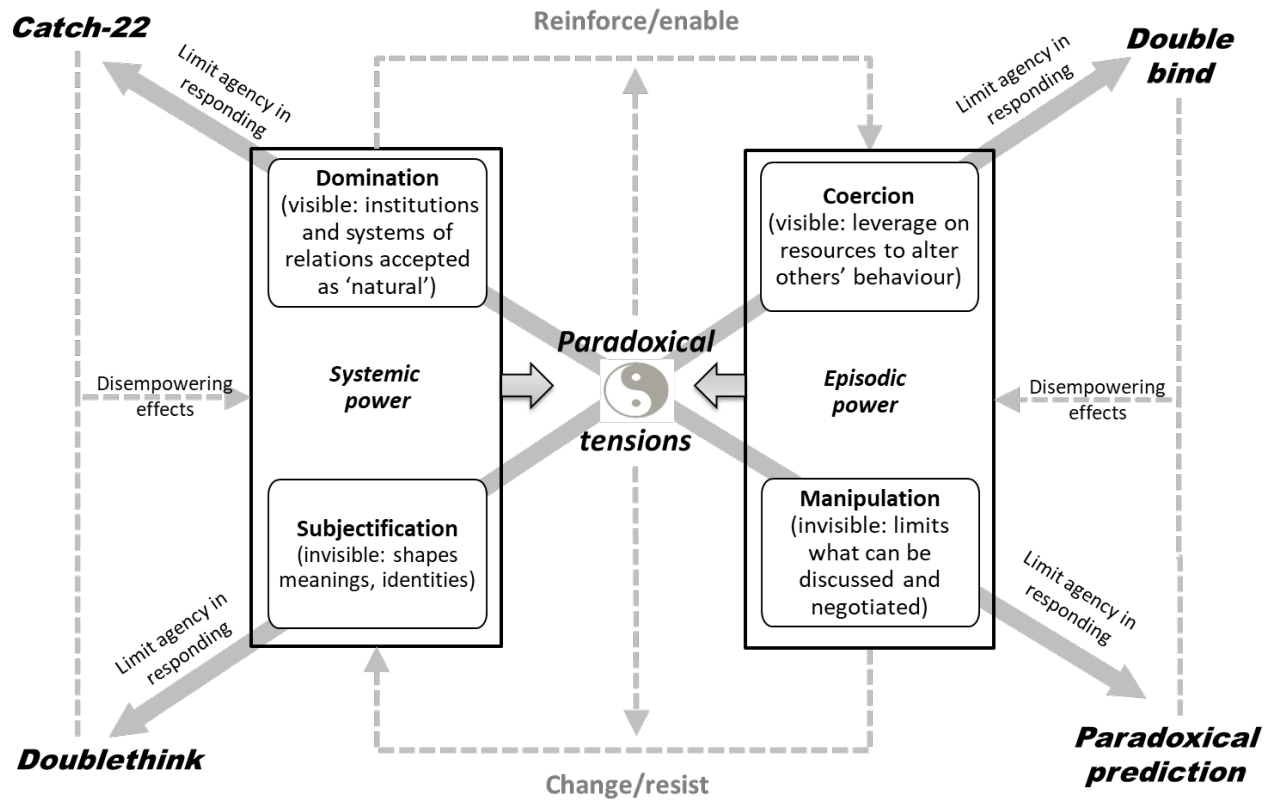 Catch-22
Reinforce/enable
Double
bind
Limit agency in
responding
Limit agency in
responding
Domination
(visible: institutions
and systems of
relations accepted
as ‘natural’)
Coercion
(visible: leverage on
resources to alter
others’ behaviour)
Paradoxical
tensions
Systemic
power
Episodic
power
Disempowering
effects
Disempowering
effects
Subjectification
(invisible: shapes
meanings, identities)
Manipulation
(invisible: limits
what can be
discussed and
negotiated)
Limit agency in
responding
Limit agency in
responding
Doublethink
Change/resist
Paradoxical
prediction